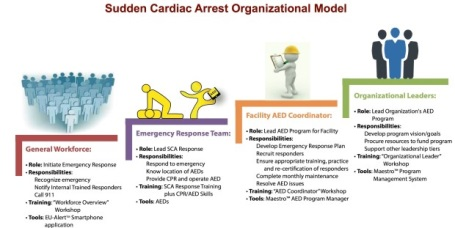 Sudden Cardiac Arrest Organizational Model
General Workforce:
• Role: Initiate Emergency Response
• Responsibilities:
Recognize emergency
Notify Internal Trained Responders
Call 911
• Training: "Workforce Overview"
Workshop
• Tools: EU-Alert™ Smartphone
application
Emergency Response Team:
• Role: Lead SCA Response
• Responsibilities:
Respond to emergency
Know location of AEDs
Provide CPR and operate AED
• Training: SCA Response Training
plus CPR/AED Skills
• Tools: AEDs
Facility AED Coordinator:
• Role: Lead AED Program for Facility
• Responsibilities:
Develop Emergency Response Plan
Recruit responders
Ensure appropriate training, practice
and re-certification of responders
Complete monthly maintenance
Resolve AED issues
• Training: "AED Coordinator" Workshop
• Tools: Maestro™ AED Program Manager
Organizational Leaders:
• Role: Lead Organization's AED
Program
• Responsibilities:
Develop program vision/goals
Procure resources to fund program
Support other leadership tiers
• Training: "Organizational Leader"
Workshop
• Tools: Maestro™ Program
Management System